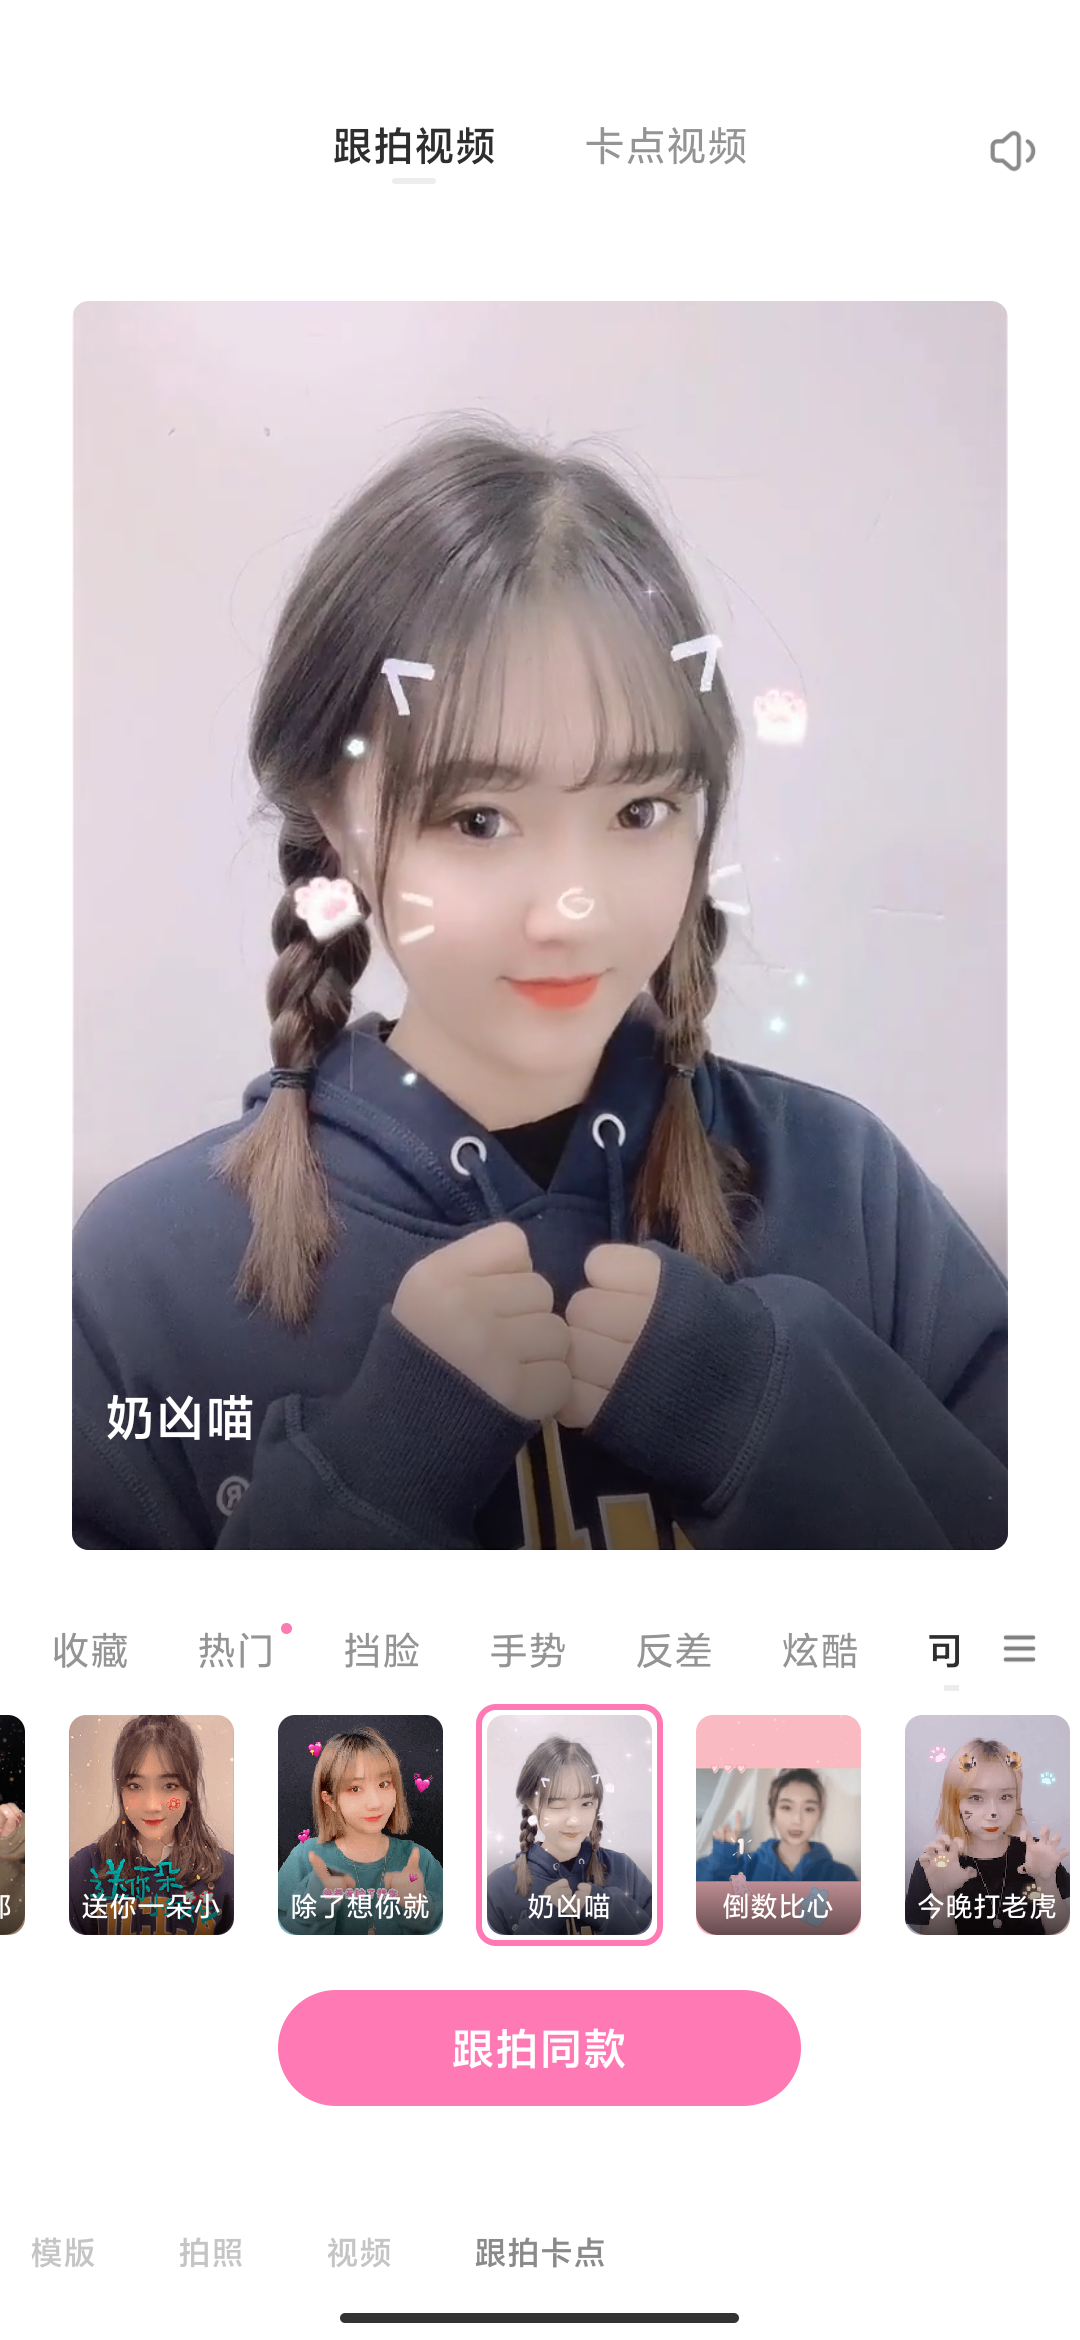 跟拍视频 卡点视频
奶凶喵
收藏 热门 挡脸 手势 反差 炫酷 可
送你一朵小
除了想你就
奶凶喵
倒数比心
今晚打老虎
跟拍同款
模版 拍照 视频 跟拍卡点